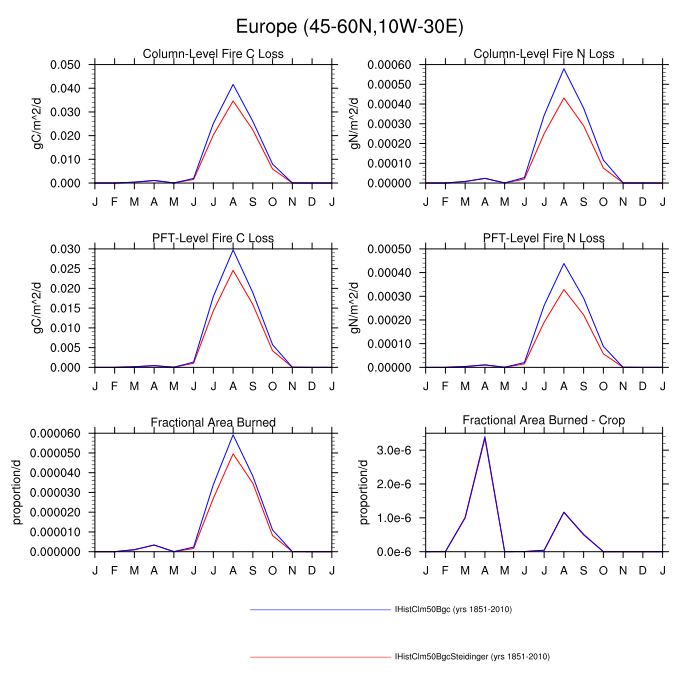 Europe (45-60N,10W-30E)
Column-Level Fire C Loss
gC/m^2/d
0.050
0.040
0.030
0.020
0.010
0.000
J F M A M J J A S O N D J
Column-Level Fire N Loss
gN/m^2/d
0.00060
0.00050
0.00040
0.00030
0.00020
0.00010
0.00000
J F M A M J J A S O N D J
PFT-Level Fire C Loss
gC/m^2/d
0.030
0.025
0.020
0.015
0.010
0.005
0.000
J F M A M J J A S O N D J
PFT-Level Fire N Loss
gN/m^2/d
0.00050
0.00040
0.00030
0.00020
0.00010
0.00000
J F M A M J J A S O N D J
Fractional Area Burned
proportion/d
0.000060
0.000050
0.000040
0.000030
0.000020
0.000010
0.000000
J F M A M J J A S O N D J
Fractional Area Burned - Crop
proportion/d
3.0e-6
2.0e-6
1.0e-6
0.0e-6
J F M A M J J A S O N D J
IHistClm50Bgc (yrs 1851-2010)
IHistClm50BgcSteidinger (yrs 1851-2010)